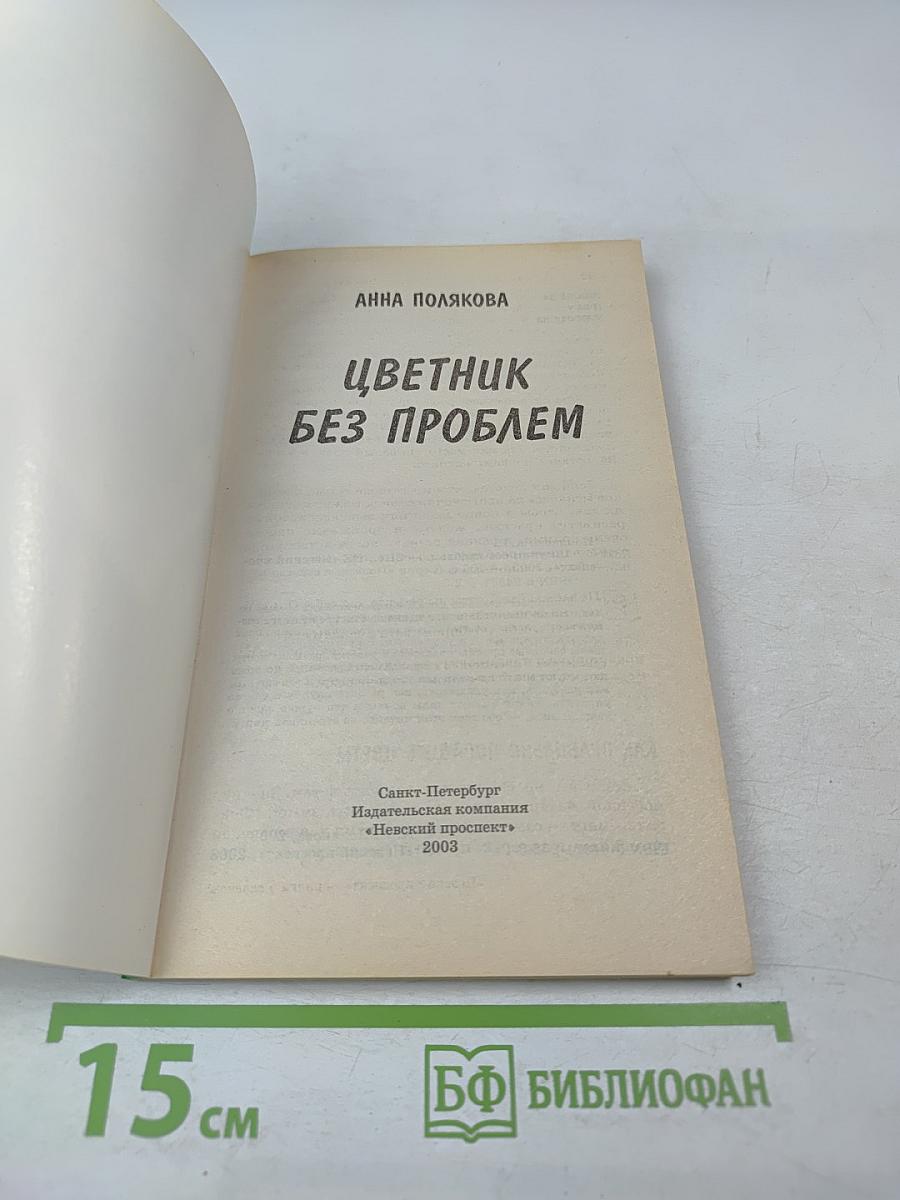 АННА ПОЛЯКОВА
ЦВЕТНИК
БЕЗ ПРОБЛЕМ
Санкт-Петербург
Издательская компания
«Невский проспект»
2003
15 см
БФ БИБЛИОФАН